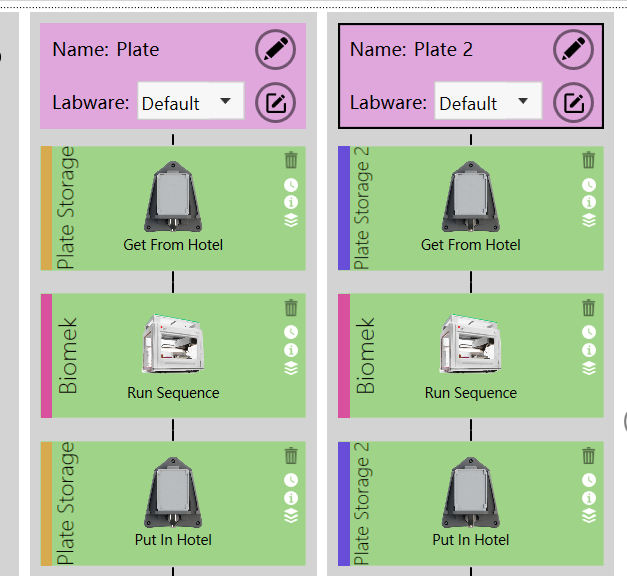 Name: Plate
Labware: Default
Plate Storage
Get From Hotel
Biomek
Run Sequence
Plate Storage
Put In Hotel
Name: Plate 2
Labware: Default
Plate Storage 2
Get From Hotel
Biomek
Run Sequence
Plate Storage 2
Put In Hotel